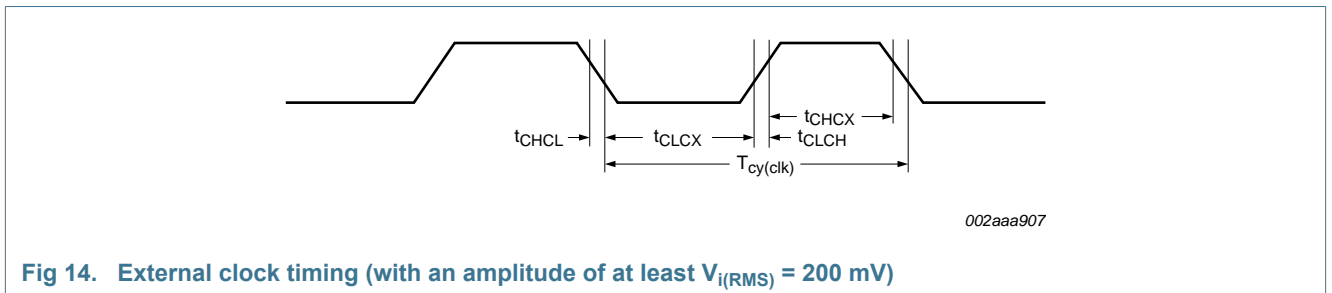 tCHCX
tCHCL tCLCX tCLCH
Tcy(clk)
002aaa907
Fig 14. External clock timing (with an amplitude of at least Vi(RMS) = 200 mV)